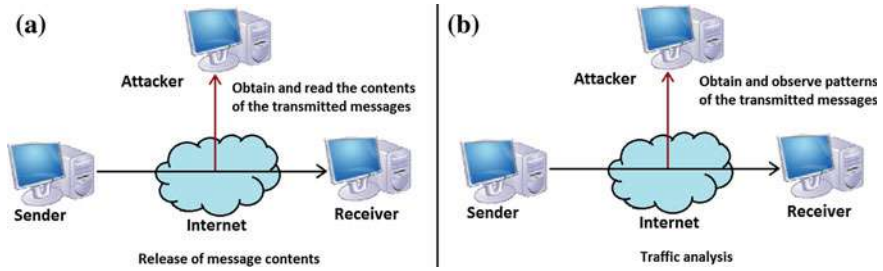 (a)
Attacker
Obtain and read the contents
of the transmitted messages
Sender
Internet
Receiver
Release of message contents
(b)
Attacker
Obtain and observe patterns
of the transmitted messages
Sender
Internet
Receiver
Traffic analysis